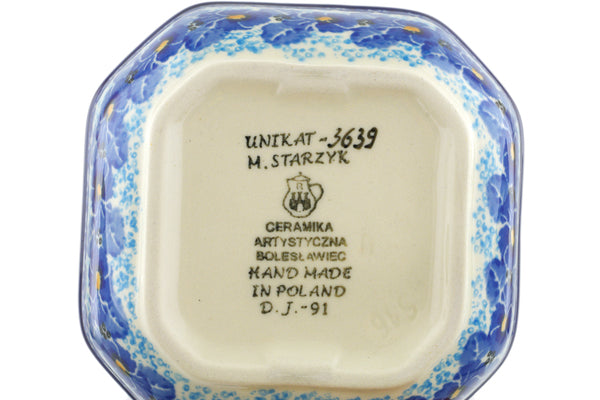 UNIKAT-3639
M. STARZYK
CERAMIKA
ARTYSTYCZNA
BOLESŁAWIEC
HAND MADE
IN POLAND
D.J.-91